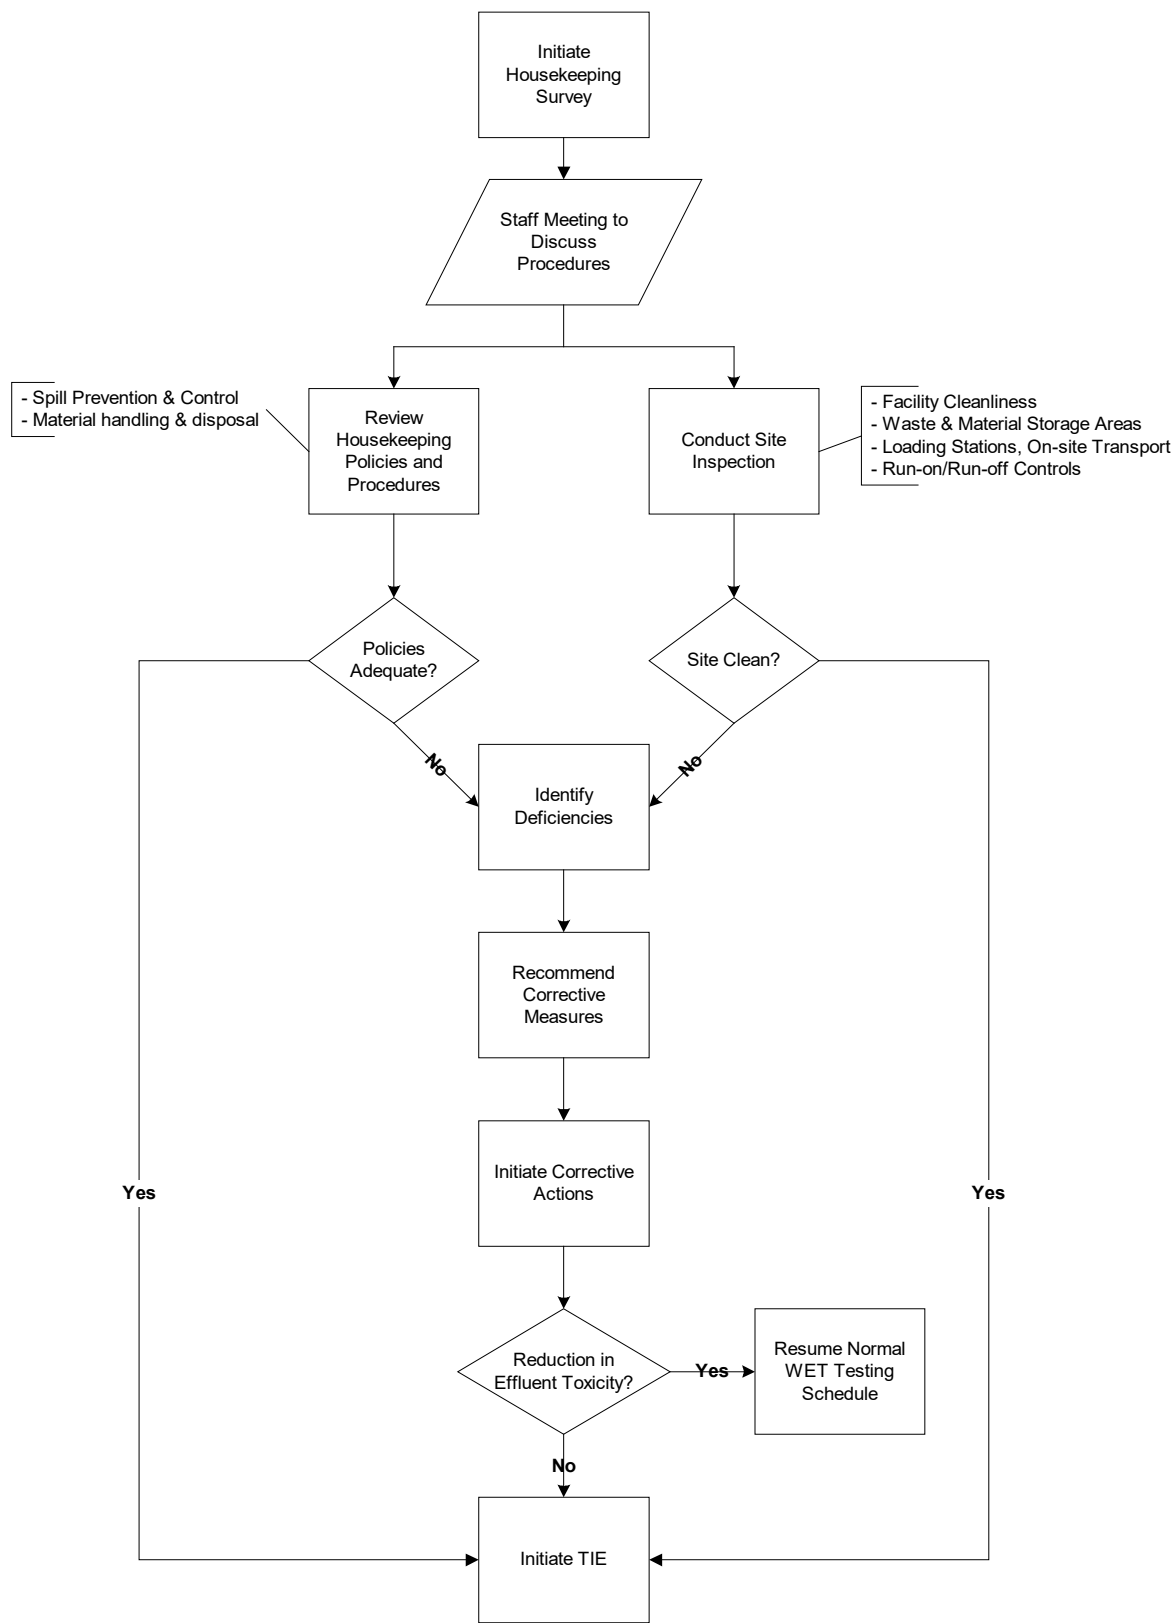 Initiate
Housekeeping
Survey
Staff Meeting to
Discuss
Procedures
- Spill Prevention & Control
- Material handling & disposal
Review
Housekeeping
Policies and
Procedures
Conduct Site
Inspection
- Facility Cleanliness
- Waste & Material Storage Areas
- Loading Stations, On-site Transport
- Run-on/Run-off Controls
Policies
Adequate?
Site Clean?
No
No
Identify
Deficiencies
Recommend
Corrective
Measures
Initiate Corrective
Actions
Yes
Yes
Reduction in
Effluent Toxicity?
Yes
Resume Normal
WET Testing
Schedule
No
Initiate TIE